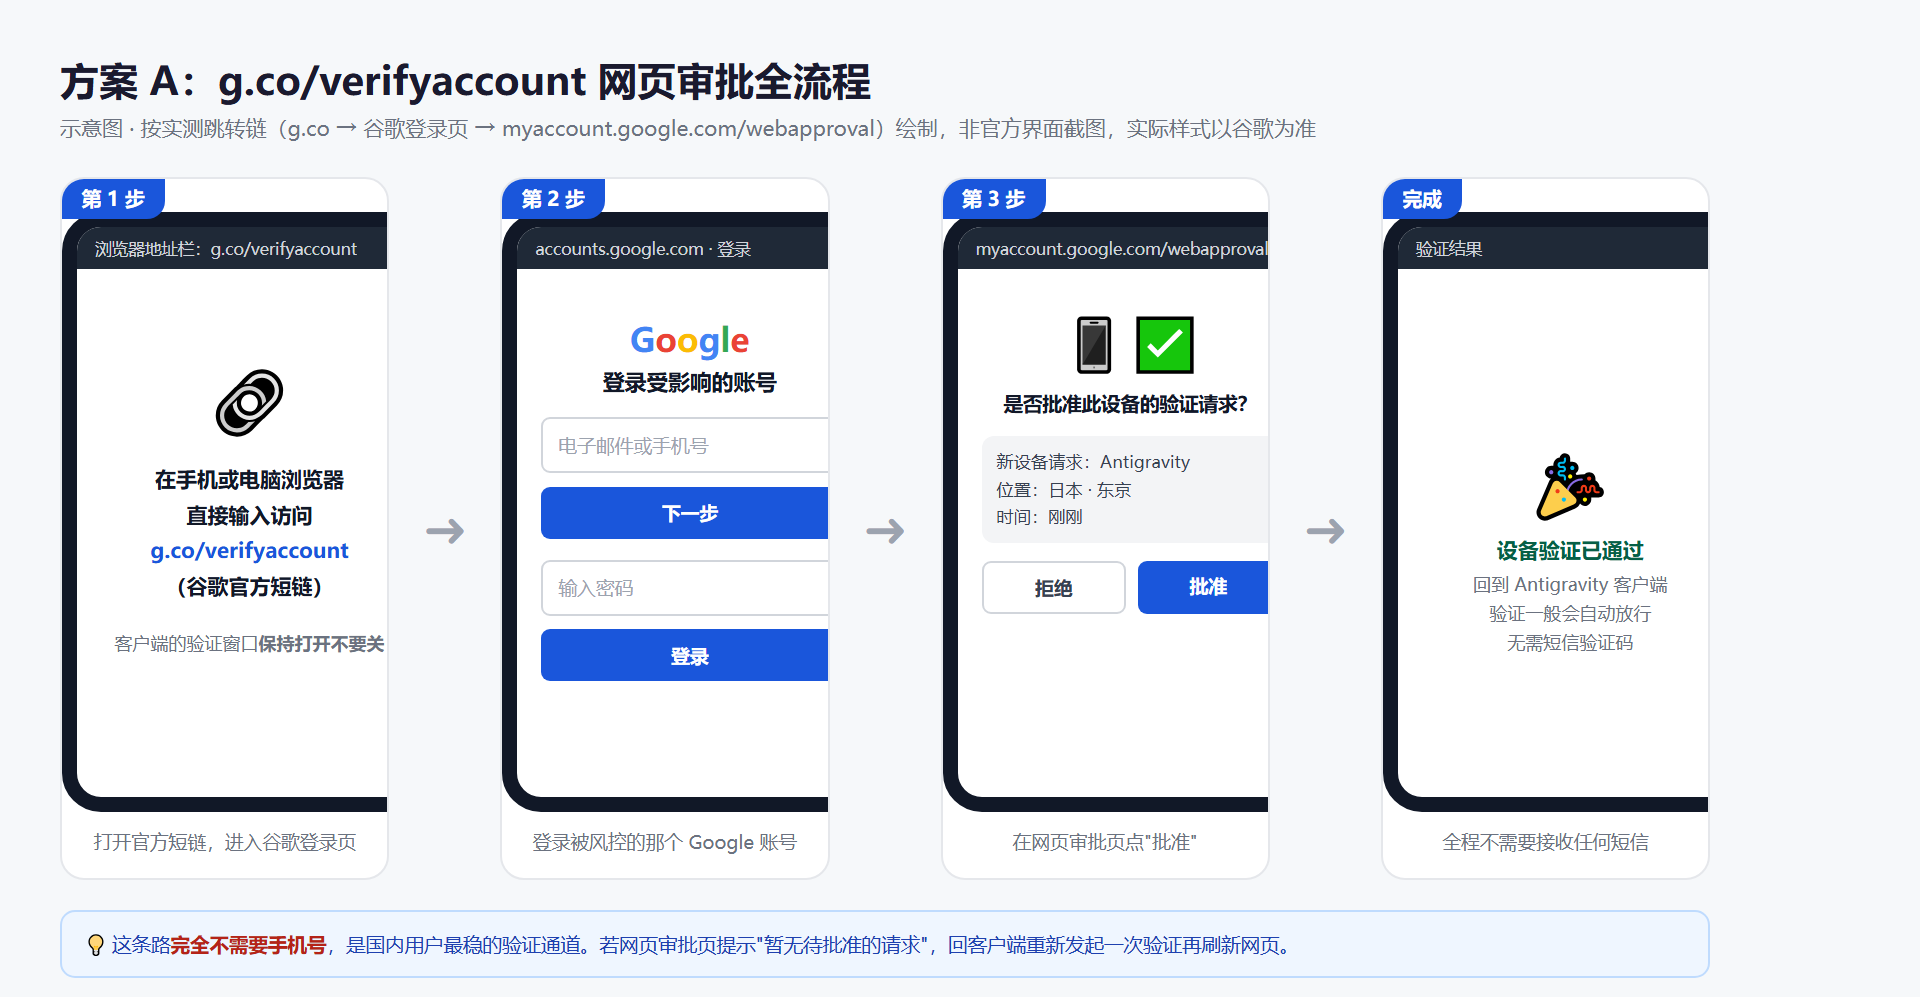 方案 A：g.co/verifyaccount 网页审批全流程
示意图 · 按实测跳转链（g.co → 谷歌登录页 → myaccount.google.com/webapproval）绘制，非官方界面截图，实际样式以谷歌为准
第 1 步
浏览器地址栏：g.co/verifyaccount
在手机或电脑浏览器
直接输入访问
g.co/verifyaccount
（谷歌官方短链）
客户端的验证窗口保持打开不要关
打开官方短链，进入谷歌登录页
第 2 步
accounts.google.com · 登录
Google
登录受影响的账号
电子邮件或手机号
下一步
输入密码
登录
登录被风控的那个 Google 账号
第 3 步
myaccount.google.com/webapproval
是否批准此设备的验证请求？
新设备请求：Antigravity
位置：日本 · 东京
时间：刚刚
拒绝
批准
在网页审批页点"批准"
完成
验证结果
设备验证已通过
回到 Antigravity 客户端
验证一般会自动放行
无需短信验证码
全程不需要接收任何短信
这条路完全不需要手机号，是国内用户最稳的验证通道。若网页审批页提示"暂无待批准的请求"，回客户端重新发起一次验证再刷新网页。